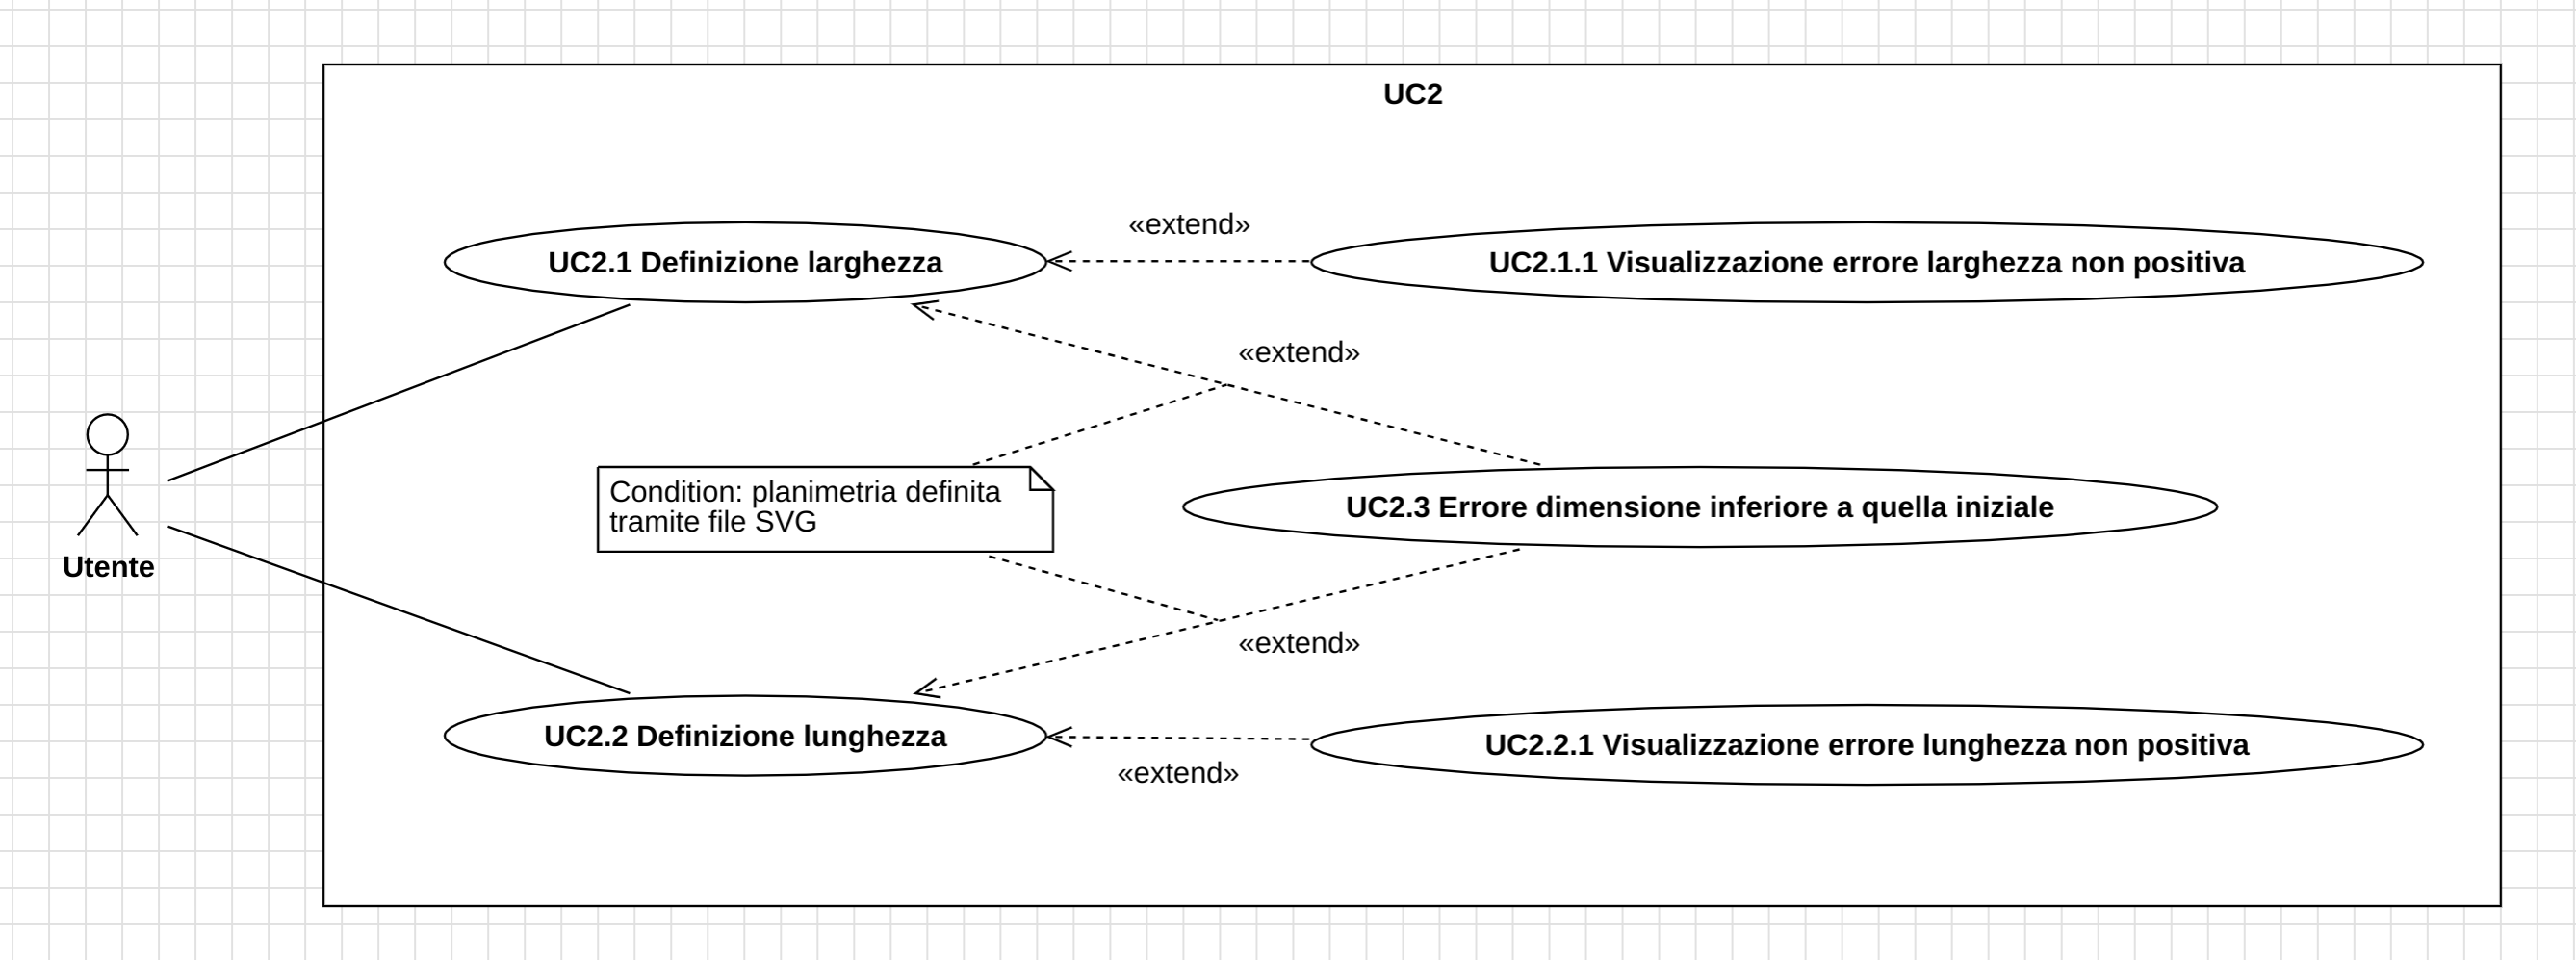 UC2
«extend»
UC2.1 Definizione larghezza
UC2.1.1 Visualizzazione errore larghezza non positiva
«extend»
Condition: planimetria definita
tramite file SVG
UC2.3 Errore dimensione inferiore a quella iniziale
Utente
«extend»
UC2.2 Definizione lunghezza
UC2.2.1 Visualizzazione errore lunghezza non positiva
«extend»